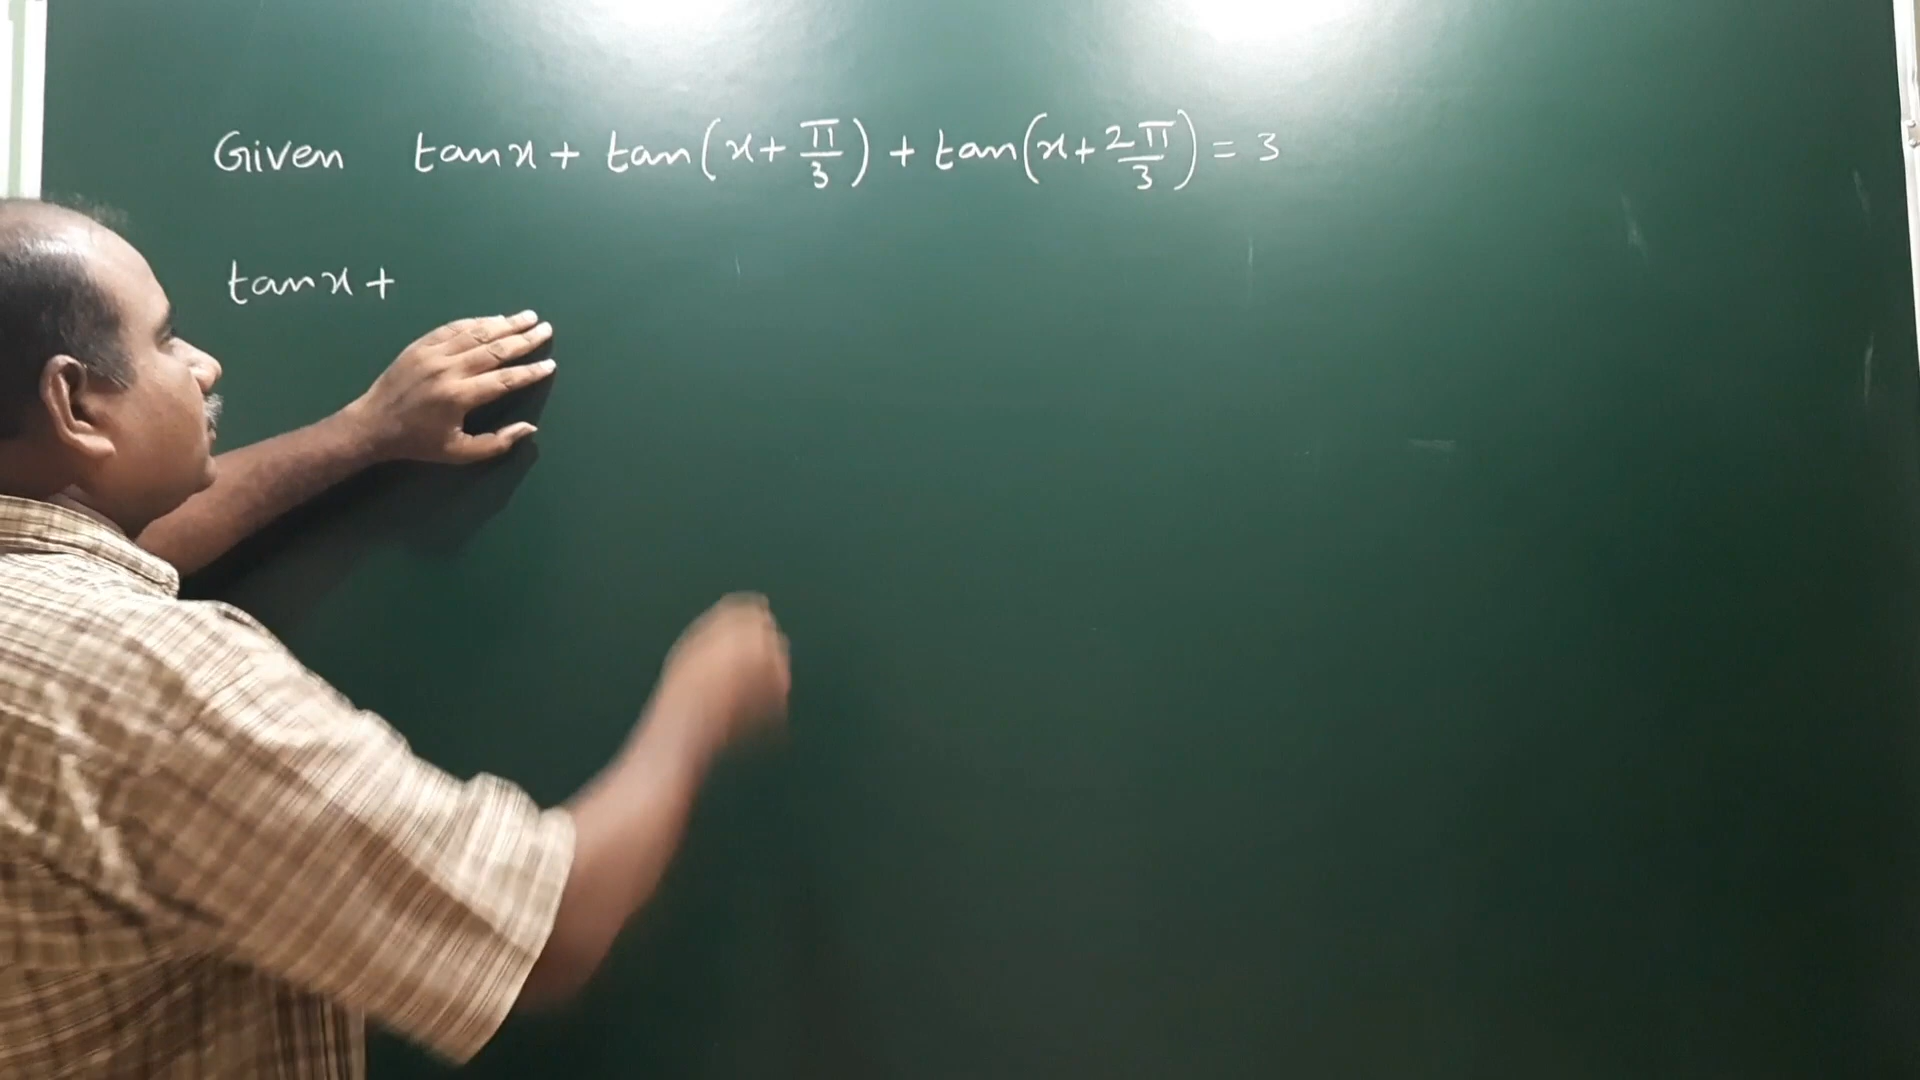 Given tanx + tan(x + π/3) + tan(x + 2π/3) = 3
tanx +